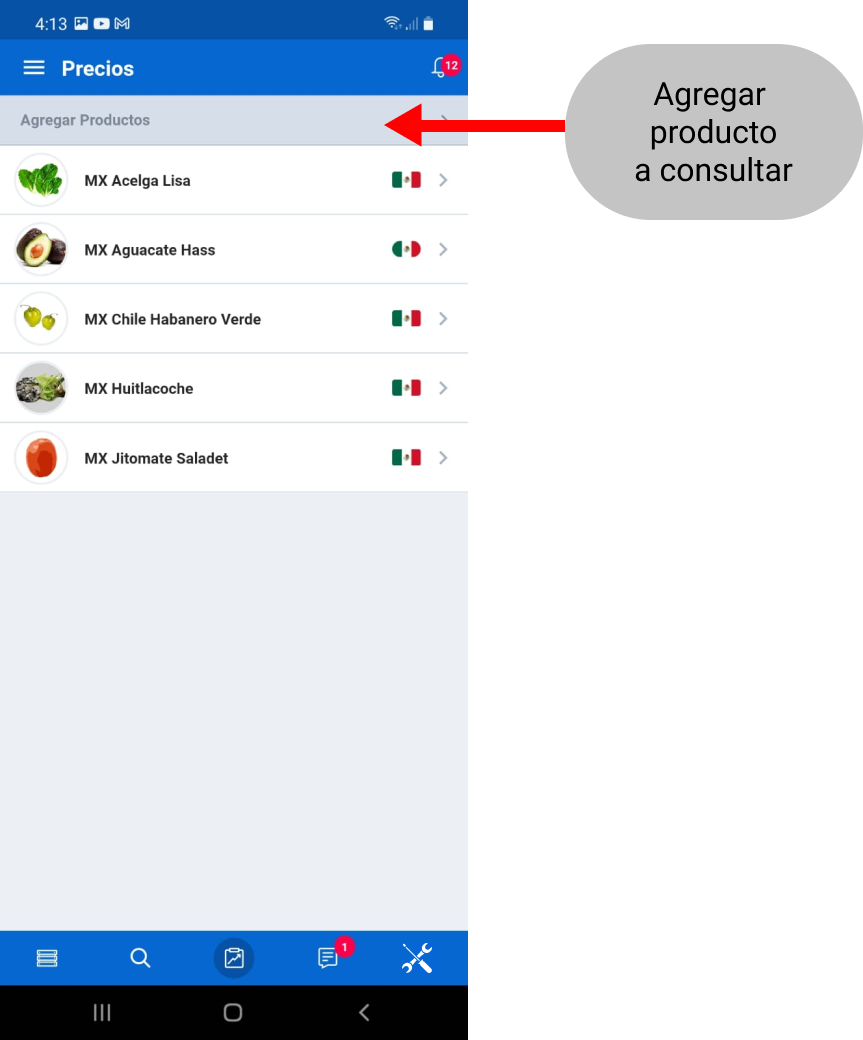 4:13
Precios
12
Agregar Productos
MX Acelga Lisa
MX Aguacate Hass
MX Chile Habanero Verde
MX Huitlacoche
MX Jitomate Saladet
1
Agregar
producto
a consultar